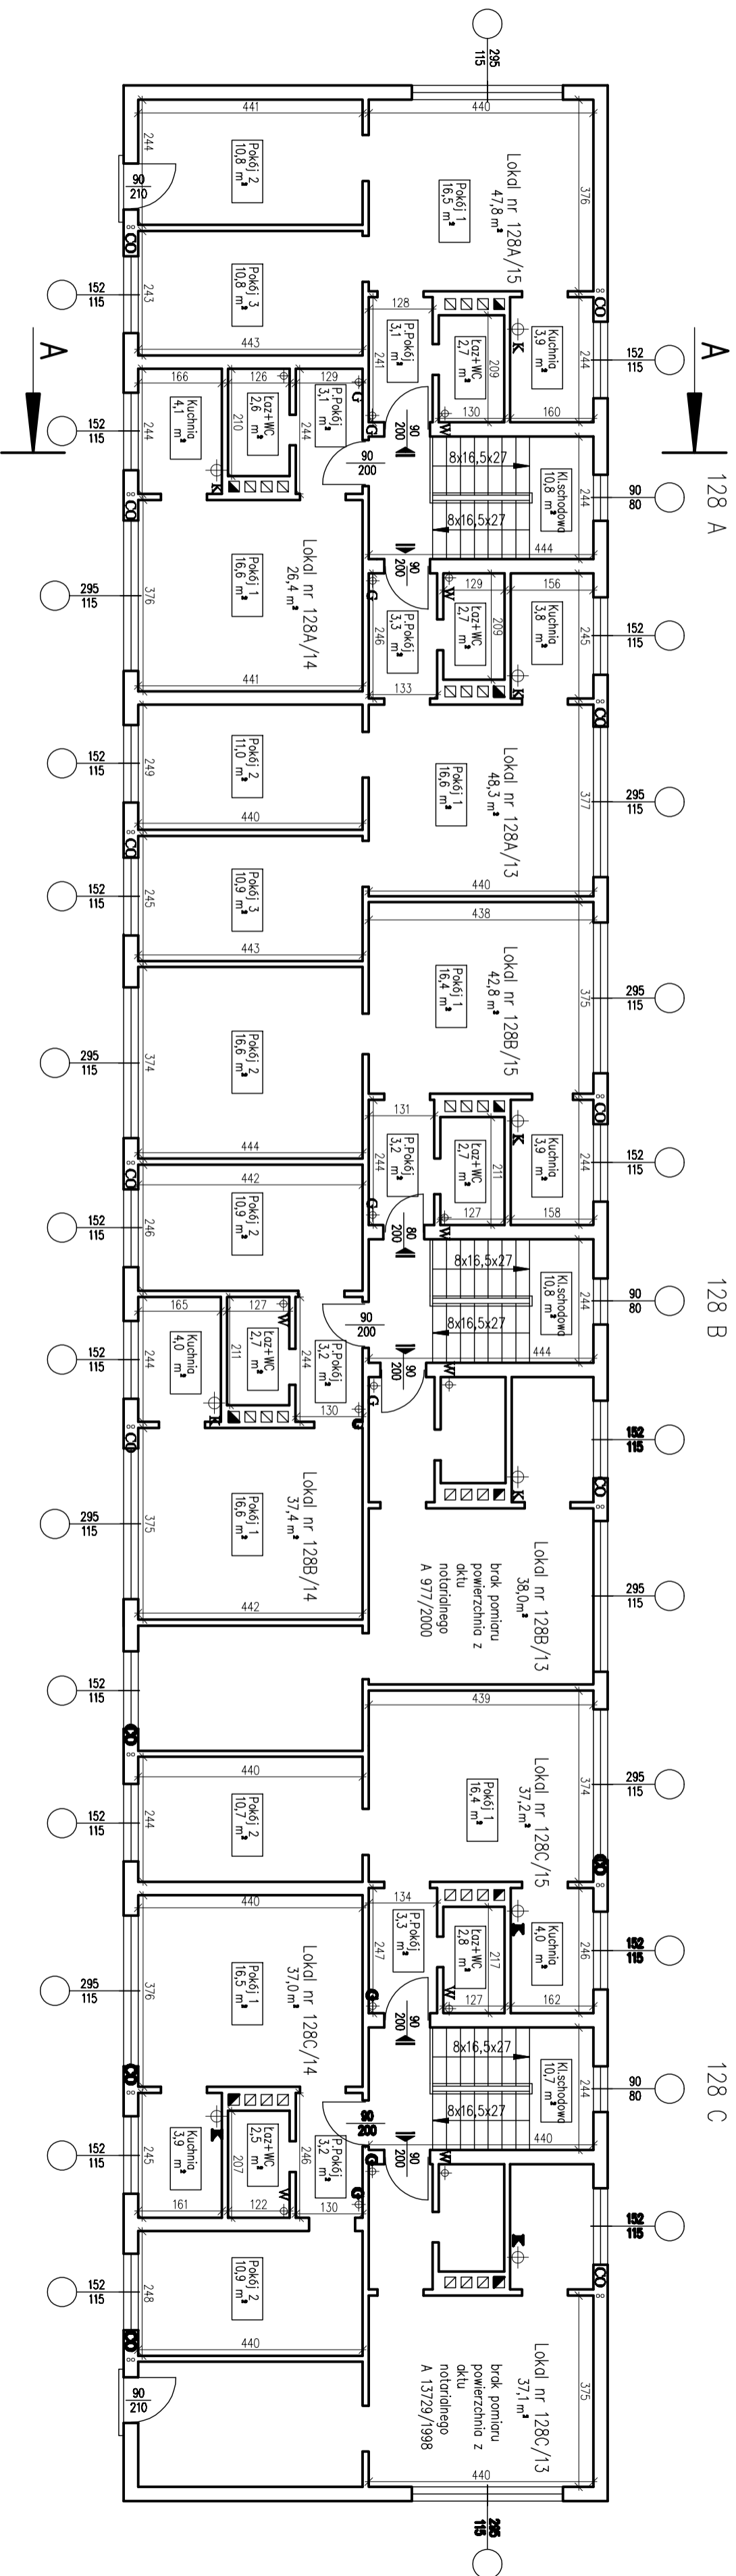 128 A
128 B
128 C
A
A
295
115
Lokal nr 128A/15
47,8 m²
Pokój 1
16,5 m²
440
376
441
244
Pokój 2
10,8 m²
90
210
CO
Pokój 3
10,8 m²
243
443
152
115
P.Pokój
3,1 m²
128
241
Łaz+WC
2,7 m²
209
130
Kuchnia
3,9 m²
244
160
K
CO
152
115
W
G
90
200
Kl.schodowa
10,8 m²
244
444
8x16,5x27
8x16,5x27
90
80
90
200
90
200
Lokal nr 128A/14
26,4 m²
Pokój 1
16,6 m²
376
441
295
115
Kuchnia
4,1 m²
166
244
152
115
CO
K
Łaz+WC
2,6 m²
126
210
P.Pokój
3,1 m²
129
244
G
Lokal nr 128A/13
48,3 m²
Pokój 1
16,6 m²
377
440
295
115
CO
Kuchnia
3,8 m²
156
245
152
115
K
Łaz+WC
2,7 m²
129
209
W
P.Pokój
3,3 m²
246
133
G
Pokój 2
11,0 m²
249
440
152
115
CO
Pokój 3
10,9 m²
245
443
152
115
Lokal nr 128B/15
42,8 m²
Pokój 1
16,4 m²
438
375
295
115
CO
Kuchnia
3,9 m²
244
158
152
115
K
Łaz+WC
2,7 m²
211
127
W
P.Pokój
3,2 m²
131
244
G
80
200
Pokój 2
16,6 m²
374
444
295
115
CO
Kl.schodowa
10,8 m²
244
444
8x16,5x27
8x16,5x27
90
80
90
200
90
200
Lokal nr 128B/14
37,4 m²
Pokój 1
16,6 m²
375
442
295
115
Pokój 2
10,9 m²
442
246
152
115
Kuchnia
4,0 m²
165
244
152
115
K
CO
Łaz+WC
2,7 m²
127
211
W
P.Pokój
3,2 m²
244
130
G
Lokal nr 128B/13
38,0m²
brak pomiaru
powierzchnia z
aktu
notarialnego
A 977/2000
W
G
K
CO
152
115
295
115
152
115
CO
Lokal nr 128C/15
37,2m²
Pokój 1
16,4 m²
439
374
295
115
CO
Kuchnia
4,0 m²
246
162
152
115
K
Łaz+WC
2,8 m²
217
127
W
P.Pokój
3,3 m²
134
247
G
90
200
Pokój 2
10,7 m²
440
244
152
115
Kl.schodowa
10,7 m²
244
440
8x16,5x27
8x16,5x27
90
80
90
200
90
200
Lokal nr 128C/14
37,0m²
Pokój 1
16,5 m²
440
376
295
115
CO
Kuchnia
3,9 m²
245
161
152
115
K
Łaz+WC
2,5 m²
207
122
W
P.Pokój
3,2 m²
246
130
G
Pokój 2
10,9 m²
248
440
152
115
CO
Lokal nr 128C/13
37,1m²
brak pomiaru
powierzchnia z
aktu
notarialnego
A 13729/1998
375
440
W
G
K
CO
152
115
90
210
295
115